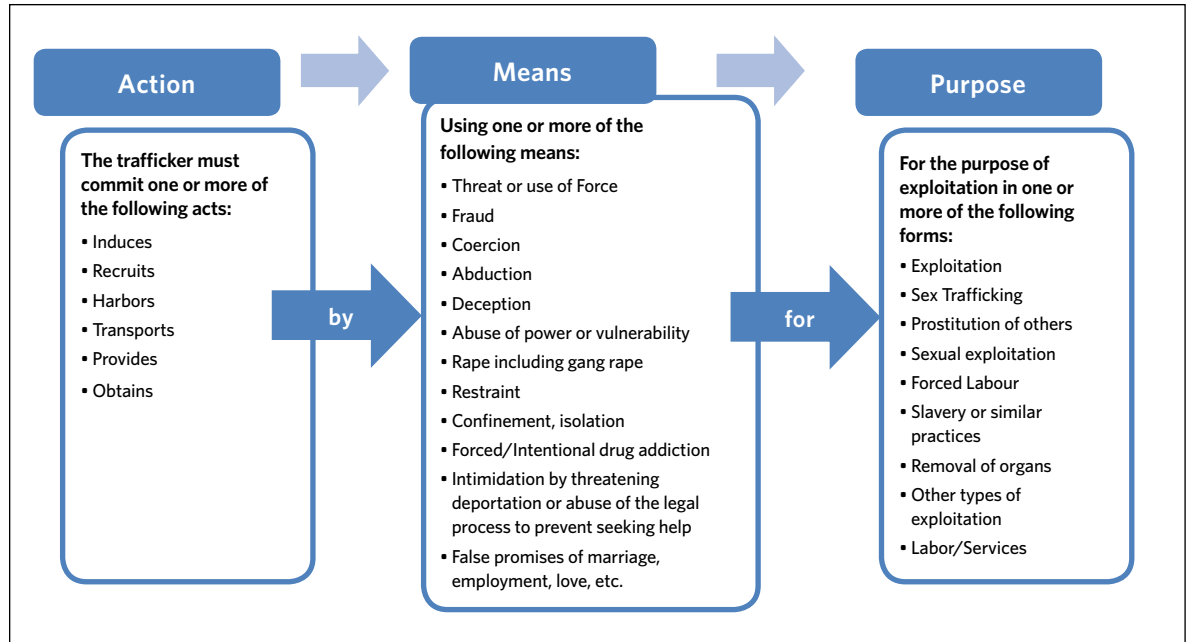 Action
Means
Purpose
The trafficker must
commit one or more of
the following acts:
▪ Induces
▪ Recruits
▪ Harbors
▪ Transports
▪ Provides
▪ Obtains
by
Using one or more of the
following means:
▪ Threat or use of Force
▪ Fraud
▪ Coercion
▪ Abduction
▪ Deception
▪ Abuse of power or vulnerability
▪ Rape including gang rape
▪ Restraint
▪ Confinement, isolation
▪ Forced/Intentional drug addiction
▪ Intimidation by threatening
deportation or abuse of the legal
process to prevent seeking help
▪ False promises of marriage,
employment, love, etc.
for
For the purpose of
exploitation in one or
more of the following
forms:
▪ Exploitation
▪ Sex Trafficking
▪ Prostitution of others
▪ Sexual exploitation
▪ Forced Labour
▪ Slavery or similar
practices
▪ Removal of organs
▪ Other types of
exploitation
▪ Labor/Services